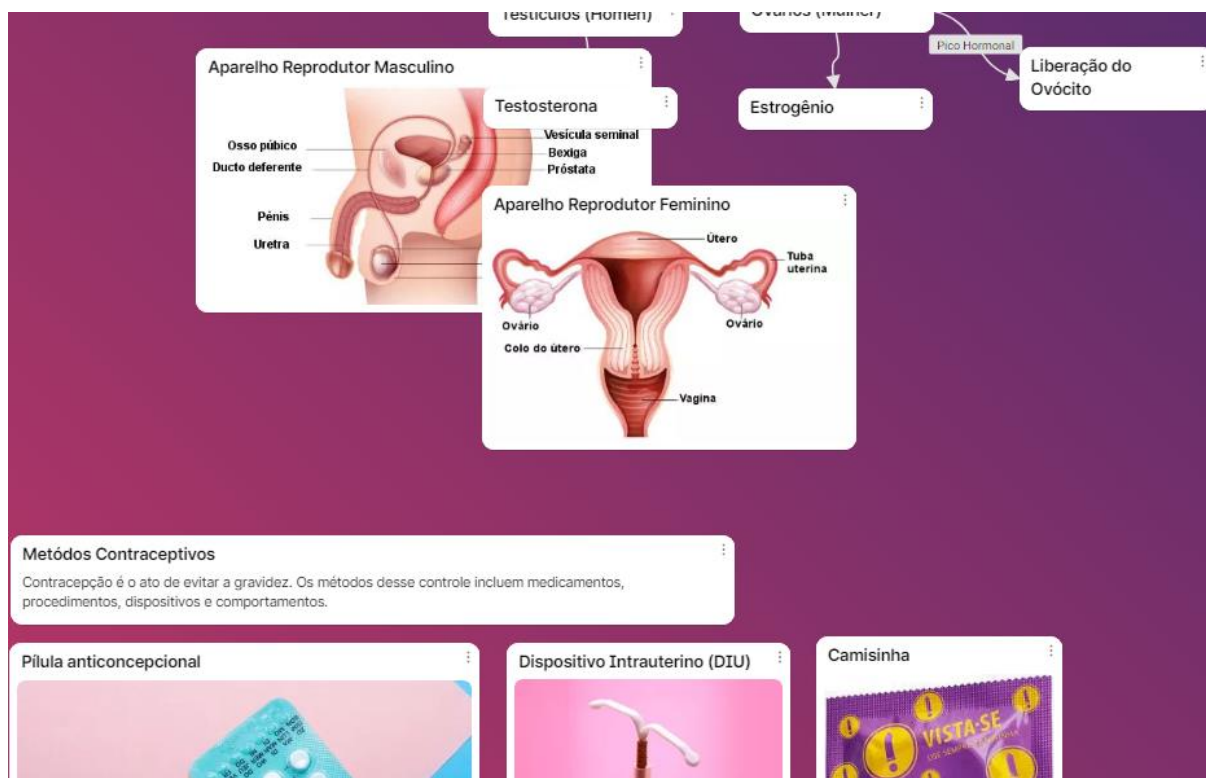 Testículos (Homen)
Ovários (Mulher)
Pico Hormonal
Liberação do
Ovócito
Aparelho Reprodutor Masculino
Testosterona
Estrogênio
Osso púbico
Ducto deferente
Pénis
Uretra
Vesícula seminal
Bexiga
Próstata
Aparelho Reprodutor Feminino
Útero
Tuba
uterina
Ovário
Ovário
Colo do útero
Vagina
Metódos Contraceptivos
Contracepção é o ato de evitar a gravidez. Os métodos desse controle incluem medicamentos,
procedimentos, dispositivos e comportamentos.
Pílula anticoncepcional
Dispositivo Intrauterino (DIU)
Camisinha
VISTA-SE